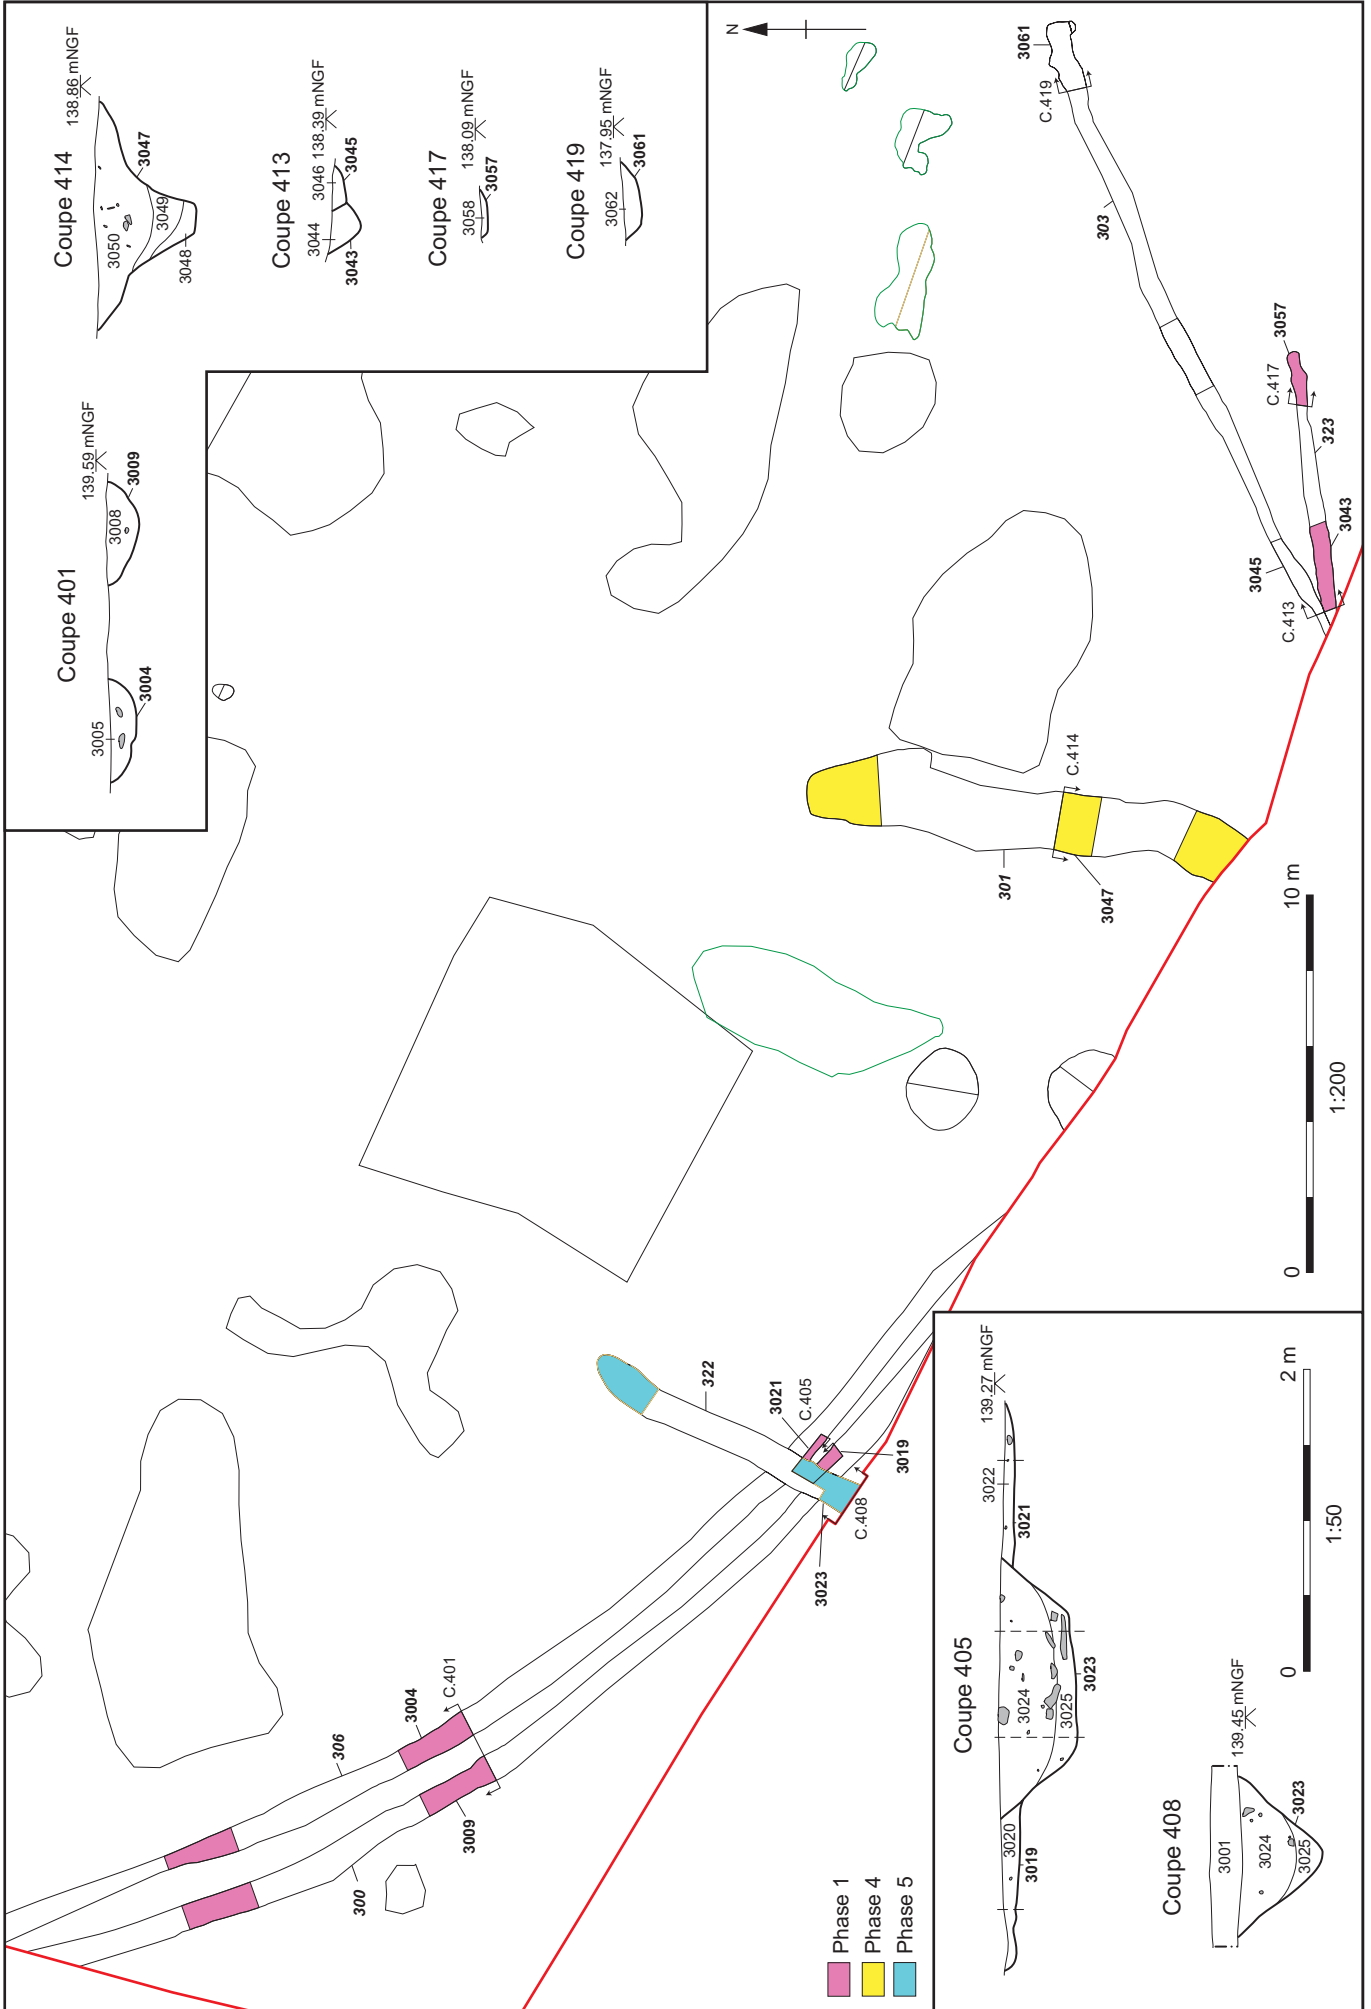 Coupe 401
139.59 mNGF
3005
3004
3008
3009
Coupe 414
138.86 mNGF
3050
3049
3048
3047
Coupe 413
3044
3046 138.39 mNGF
3043
3045
Coupe 417
138.09 mNGF
3058
3057
Coupe 419
137.95 mNGF
3062
3061
N
3061
C.419
303
3057
C.417
323
3043
3045
C.413
C.414
301
3047
322
3021
C.405
3019
C.408
3023
306
3004
C.401
3009
300
0
10 m
1:200
Phase 1
Phase 4
Phase 5
Coupe 405
139.27 mNGF
3020
3019
3024
3025
3023
3022
3021
Coupe 408
139.45 mNGF
3001
3024
3025
3023
0
2 m
1:50